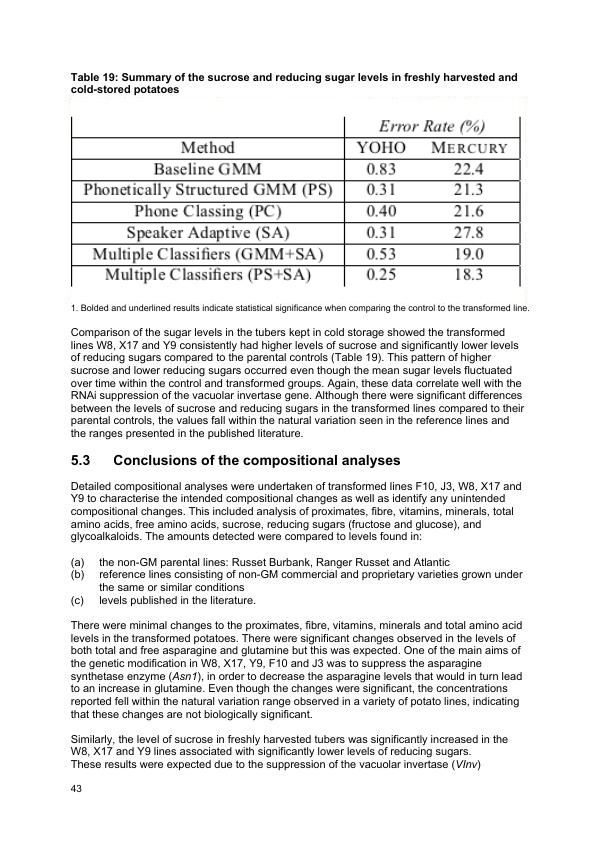 Table 19: Summary of the sucrose and reducing sugar levels in freshly harvested and
cold-stored potatoes
Error Rate (%)
Method YOHO MERCURY
Baseline GMM 0.83 22.4
Phonetically Structured GMM (PS) 0.31 21.3
Phone Classing (PC) 0.40 21.6
Speaker Adaptive (SA) 0.31 27.8
Multiple Classifiers (GMM+SA) 0.53 19.0
Multiple Classifiers (PS+SA) 0.25 18.3
1. Bolded and underlined results indicate statistical significance when comparing the control to the transformed line.
Comparison of the sugar levels in the tubers kept in cold storage showed the transformed
lines W8, X17 and Y9 consistently had higher levels of sucrose and significantly lower levels
of reducing sugars compared to the parental controls (Table 19). This pattern of higher
sucrose and lower reducing sugars occurred even though the mean sugar levels fluctuated
over time within the control and transformed groups. Again, these data correlate well with the
RNAi suppression of the vacuolar invertase gene. Although there were significant differences
between the levels of sucrose and reducing sugars in the transformed lines compared to their
parental controls, the values fall within the natural variation seen in the reference lines and
the ranges presented in the published literature.
5.3 Conclusions of the compositional analyses
Detailed compositional analyses were undertaken of transformed lines F10, J3, W8, X17 and
Y9 to characterise the intended compositional changes as well as identify any unintended
compositional changes. This included analysis of proximates, fibre, vitamins, minerals, total
amino acids, free amino acids, sucrose, reducing sugars (fructose and glucose), and
glycoalkaloids. The amounts detected were compared to levels found in:
(a) the non-GM parental lines: Russet Burbank, Ranger Russet and Atlantic
(b) reference lines consisting of non-GM commercial and proprietary varieties grown under
the same or similar conditions
(c) levels published in the literature.
There were minimal changes to the proximates, fibre, vitamins, minerals and total amino acid
levels in the transformed potatoes. There were significant changes observed in the levels of
both total and free asparagine and glutamine but this was expected. One of the main aims of
the genetic modification in W8, X17, Y9, F10 and J3 was to suppress the asparagine
synthetase enzyme (Asn1), in order to decrease the asparagine levels that would in turn lead
to an increase in glutamine. Even though the changes were significant, the concentrations
reported fell within the natural variation range observed in a variety of potato lines, indicating
that these changes are not biologically significant.
Similarly, the level of sucrose in freshly harvested tubers was significantly increased in the
W8, X17 and Y9 lines associated with significantly lower levels of reducing sugars.
These results were expected due to the suppression of the vacuolar invertase (VInv)
43